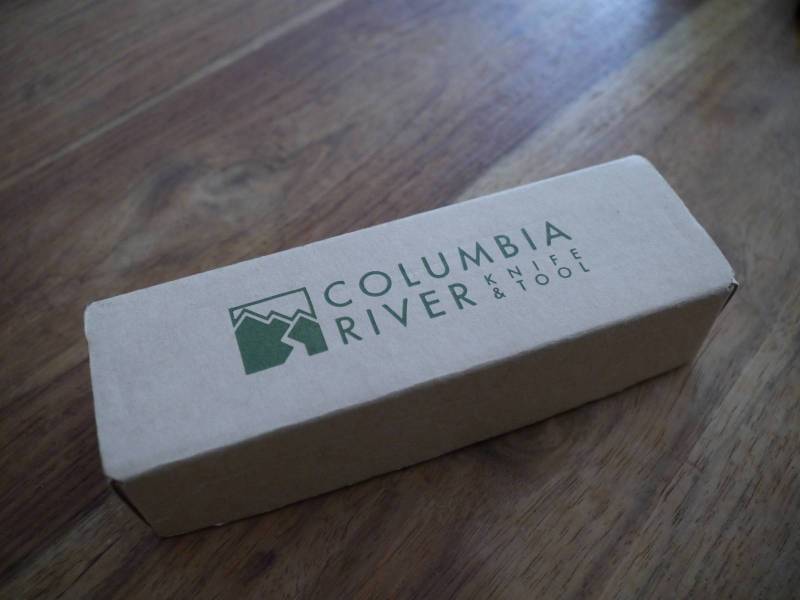 COLUMBIA
RIVER KNIFE
& TOOL